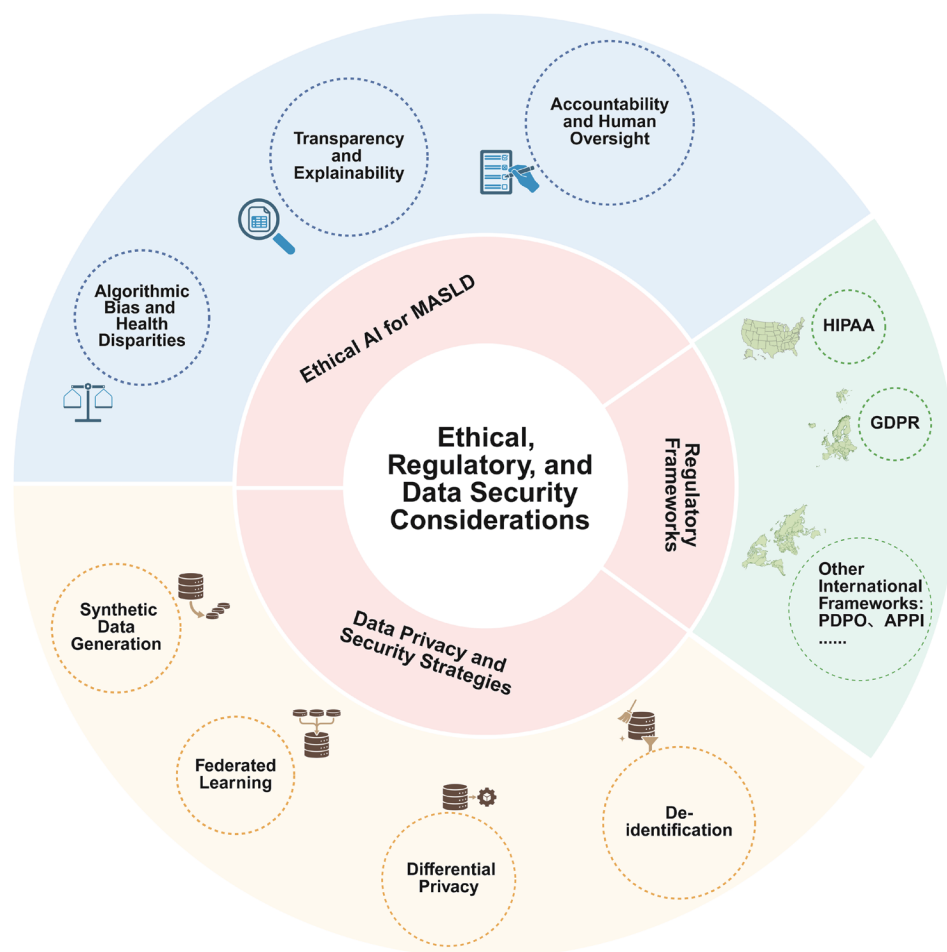 Accountability
and Human
Oversight
Transparency
and
Explainability
Algorithmic
Bias and
Health
Disparities
Ethical AI for MASLD
HIPAA
GDPR
Regulatory
Frameworks
Ethical,
Regulatory, and
Data Security
Considerations
Other
International
Frameworks:
PDPO、APPI
......
Synthetic
Data
Generation
Data Privacy and
Security Strategies
Federated
Learning
De-
identification
Differential
Privacy